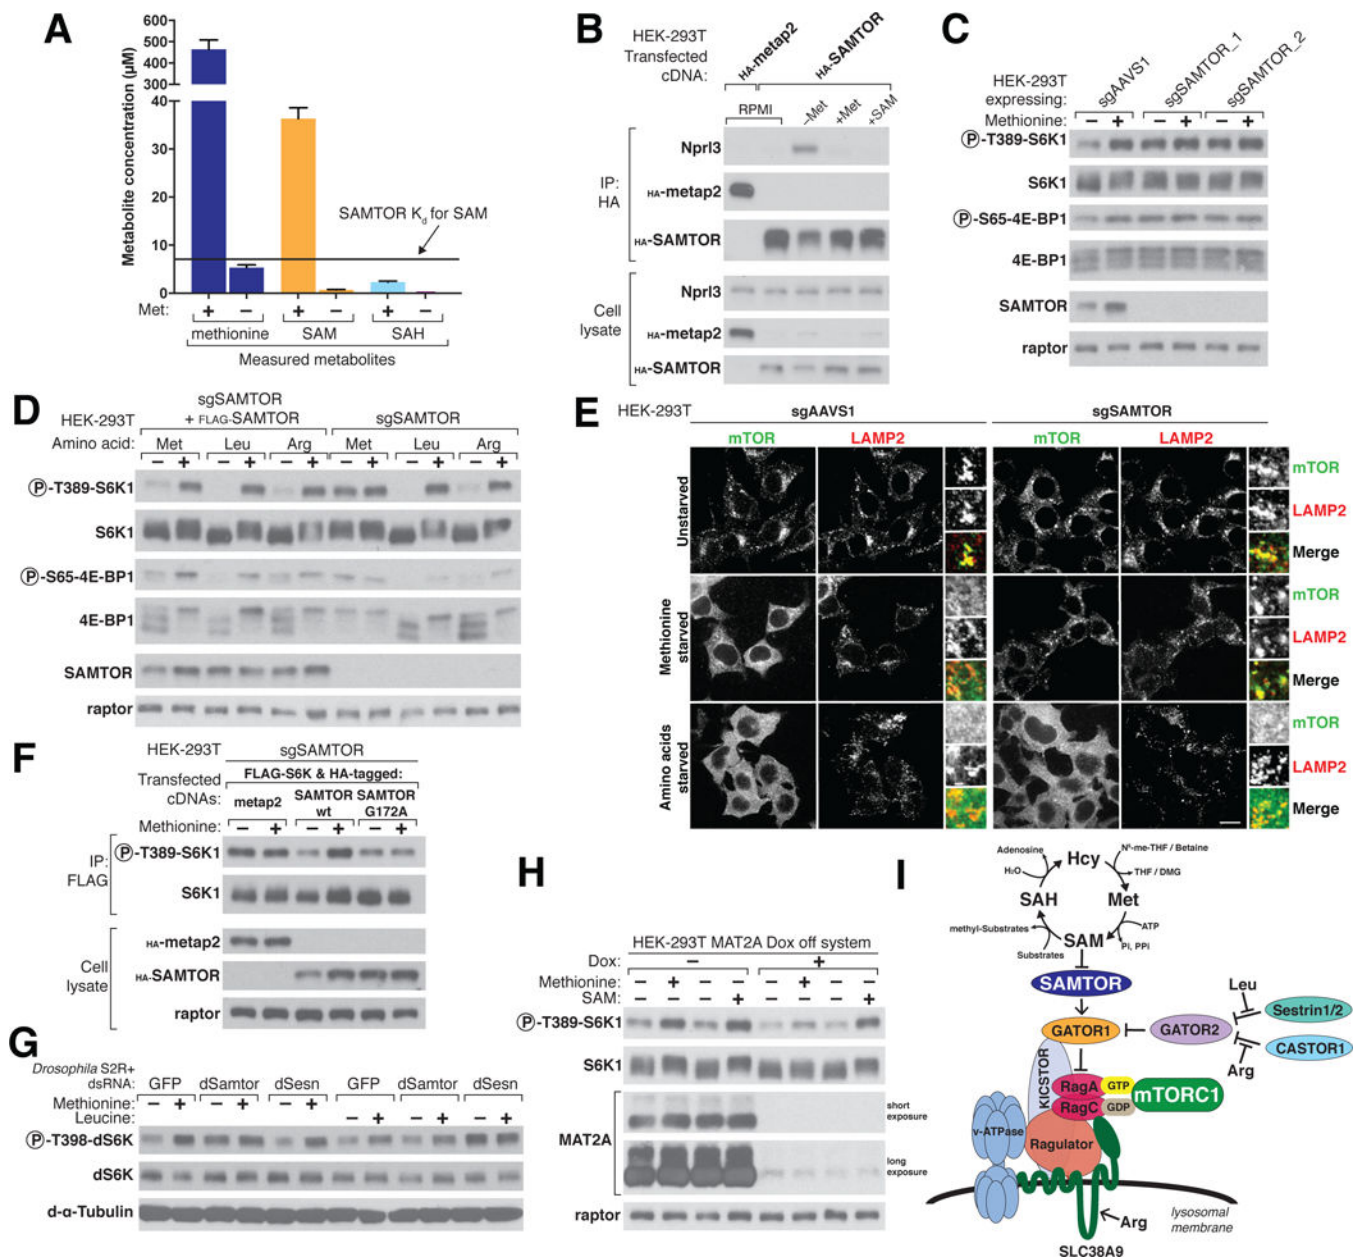 A
Metabolite concentration (µM)
600
500
400
300
40
30
20
10
0
SAMTOR Kd for SAM
Met: + − + − + −
methionine SAM SAH
Measured metabolites
B
HEK-293T
Transfected
cDNA:
HA-metap2
HA-SAMTOR
RPMI
–Met
+Met
+SAM
IP:
HA
Nprl3
HA-metap2
HA-SAMTOR
Cell
lysate
Nprl3
HA-metap2
HA-SAMTOR
C
HEK-293T
expressing:
sgAAVS1
sgSAMTOR_1
sgSAMTOR_2
Methionine: − + − + − +
Ⓟ-T389-S6K1
S6K1
Ⓟ-S65-4E-BP1
4E-BP1
SAMTOR
raptor
D
HEK-293T
sgSAMTOR
+ FLAG-SAMTOR
sgSAMTOR
Amino acid: Met Leu Arg Met Leu Arg
− + − + − + − + − + − +
Ⓟ-T389-S6K1
S6K1
Ⓟ-S65-4E-BP1
4E-BP1
SAMTOR
raptor
E
HEK-293T
sgAAVS1 sgSAMTOR
mTOR LAMP2 mTOR LAMP2
Unstarved
mTOR
LAMP2
Merge
Methionine
starved
mTOR
LAMP2
Merge
Amino acids
starved
mTOR
LAMP2
Merge
F
HEK-293T
sgSAMTOR
Transfected
cDNAs:
FLAG-S6K & HA-tagged:
metap2
SAMTOR
wt
SAMTOR
G172A
Methionine: − + − + − +
IP:
FLAG
Ⓟ-T389-S6K1
S6K1
Cell
lysate
HA-metap2
HA-SAMTOR
raptor
G
Drosophila S2R+
dsRNA:
GFP dSamtor dSesn GFP dSamtor dSesn
Methionine: − + − + − +
Leucine: − + − + − +
Ⓟ-T398-dS6K
dS6K
d-α-Tubulin
H
HEK-293T MAT2A Dox off system
Dox: − +
Methionine: − + − − + −
SAM: − + − +
Ⓟ-T389-S6K1
S6K1
MAT2A
short
exposure
long
exposure
raptor
I
Adenosine
H2O
Hcy
N5-me-THF / Betaine
THF / DMG
SAH
Met
methyl-Substrates
Substrates
ATP
Pi, PPi
SAM
SAMTOR
GATOR1
GATOR2
Leu
Sestrin1/2
CASTOR1
Arg
KICSTOR
RagA
GTP
RagC
GDP
mTORC1
v-ATPase
Ragulator
Arg
SLC38A9
lysosomal
membrane